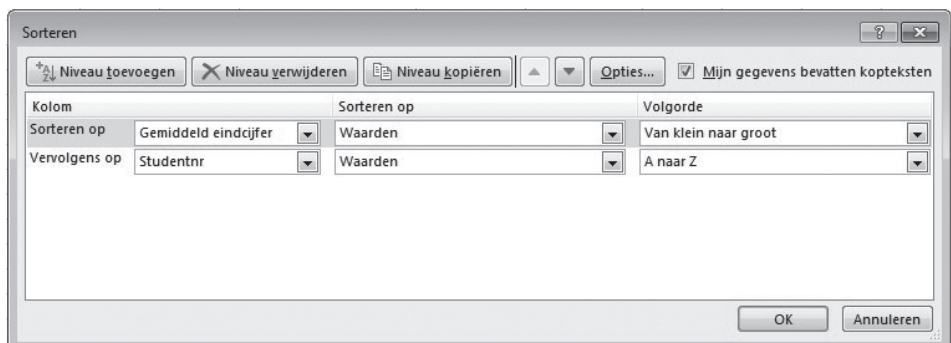 Sorteren
Niveau toevoegen Niveau verwijderen Niveau kopiëren Opties... Mijn gegevens bevatten kopteksten
Kolom Sorteren op Volgorde
Sorteren op Gemiddeld eindcijfer Waarden Van klein naar groot
Vervolgens op Studentnr Waarden A naar Z
OK Annuleren